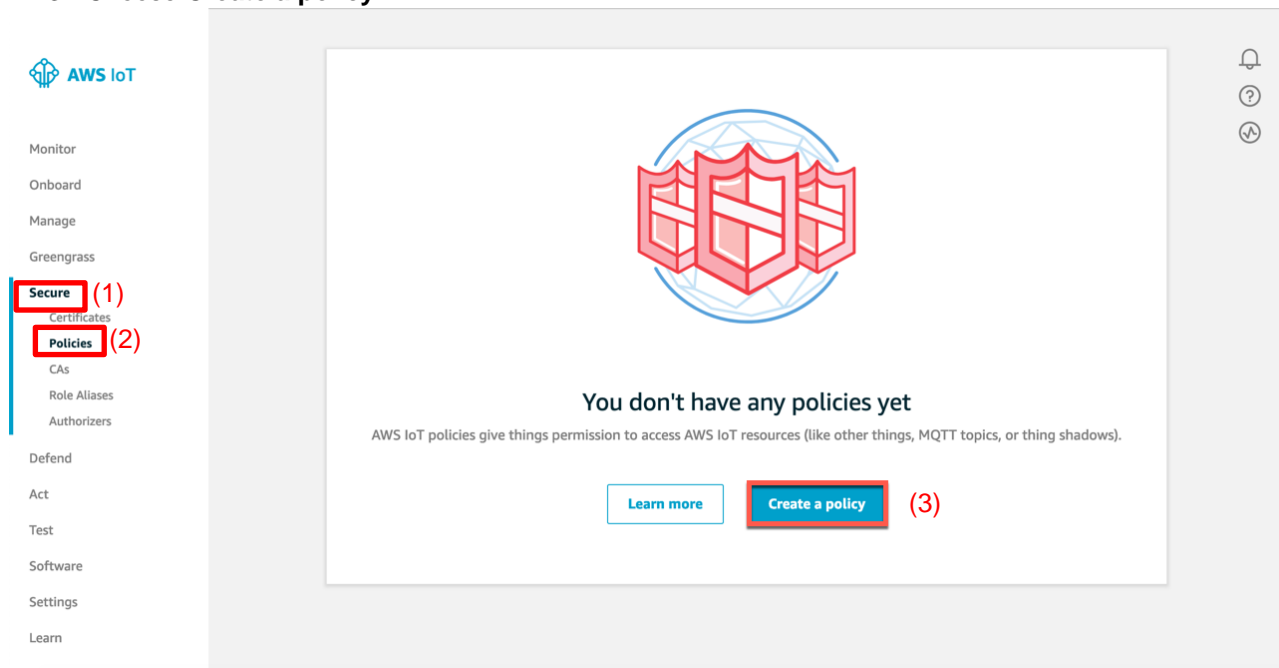 AWS IoT
Monitor
Onboard
Manage
Greengrass
Secure (1)
Certificates
Policies (2)
CAs
Role Aliases
Authorizers
Defend
Act
Test
Software
Settings
Learn
You don't have any policies yet
AWS IoT policies give things permission to access AWS IoT resources (like other things, MQTT topics, or thing shadows).
Learn more
Create a policy (3)